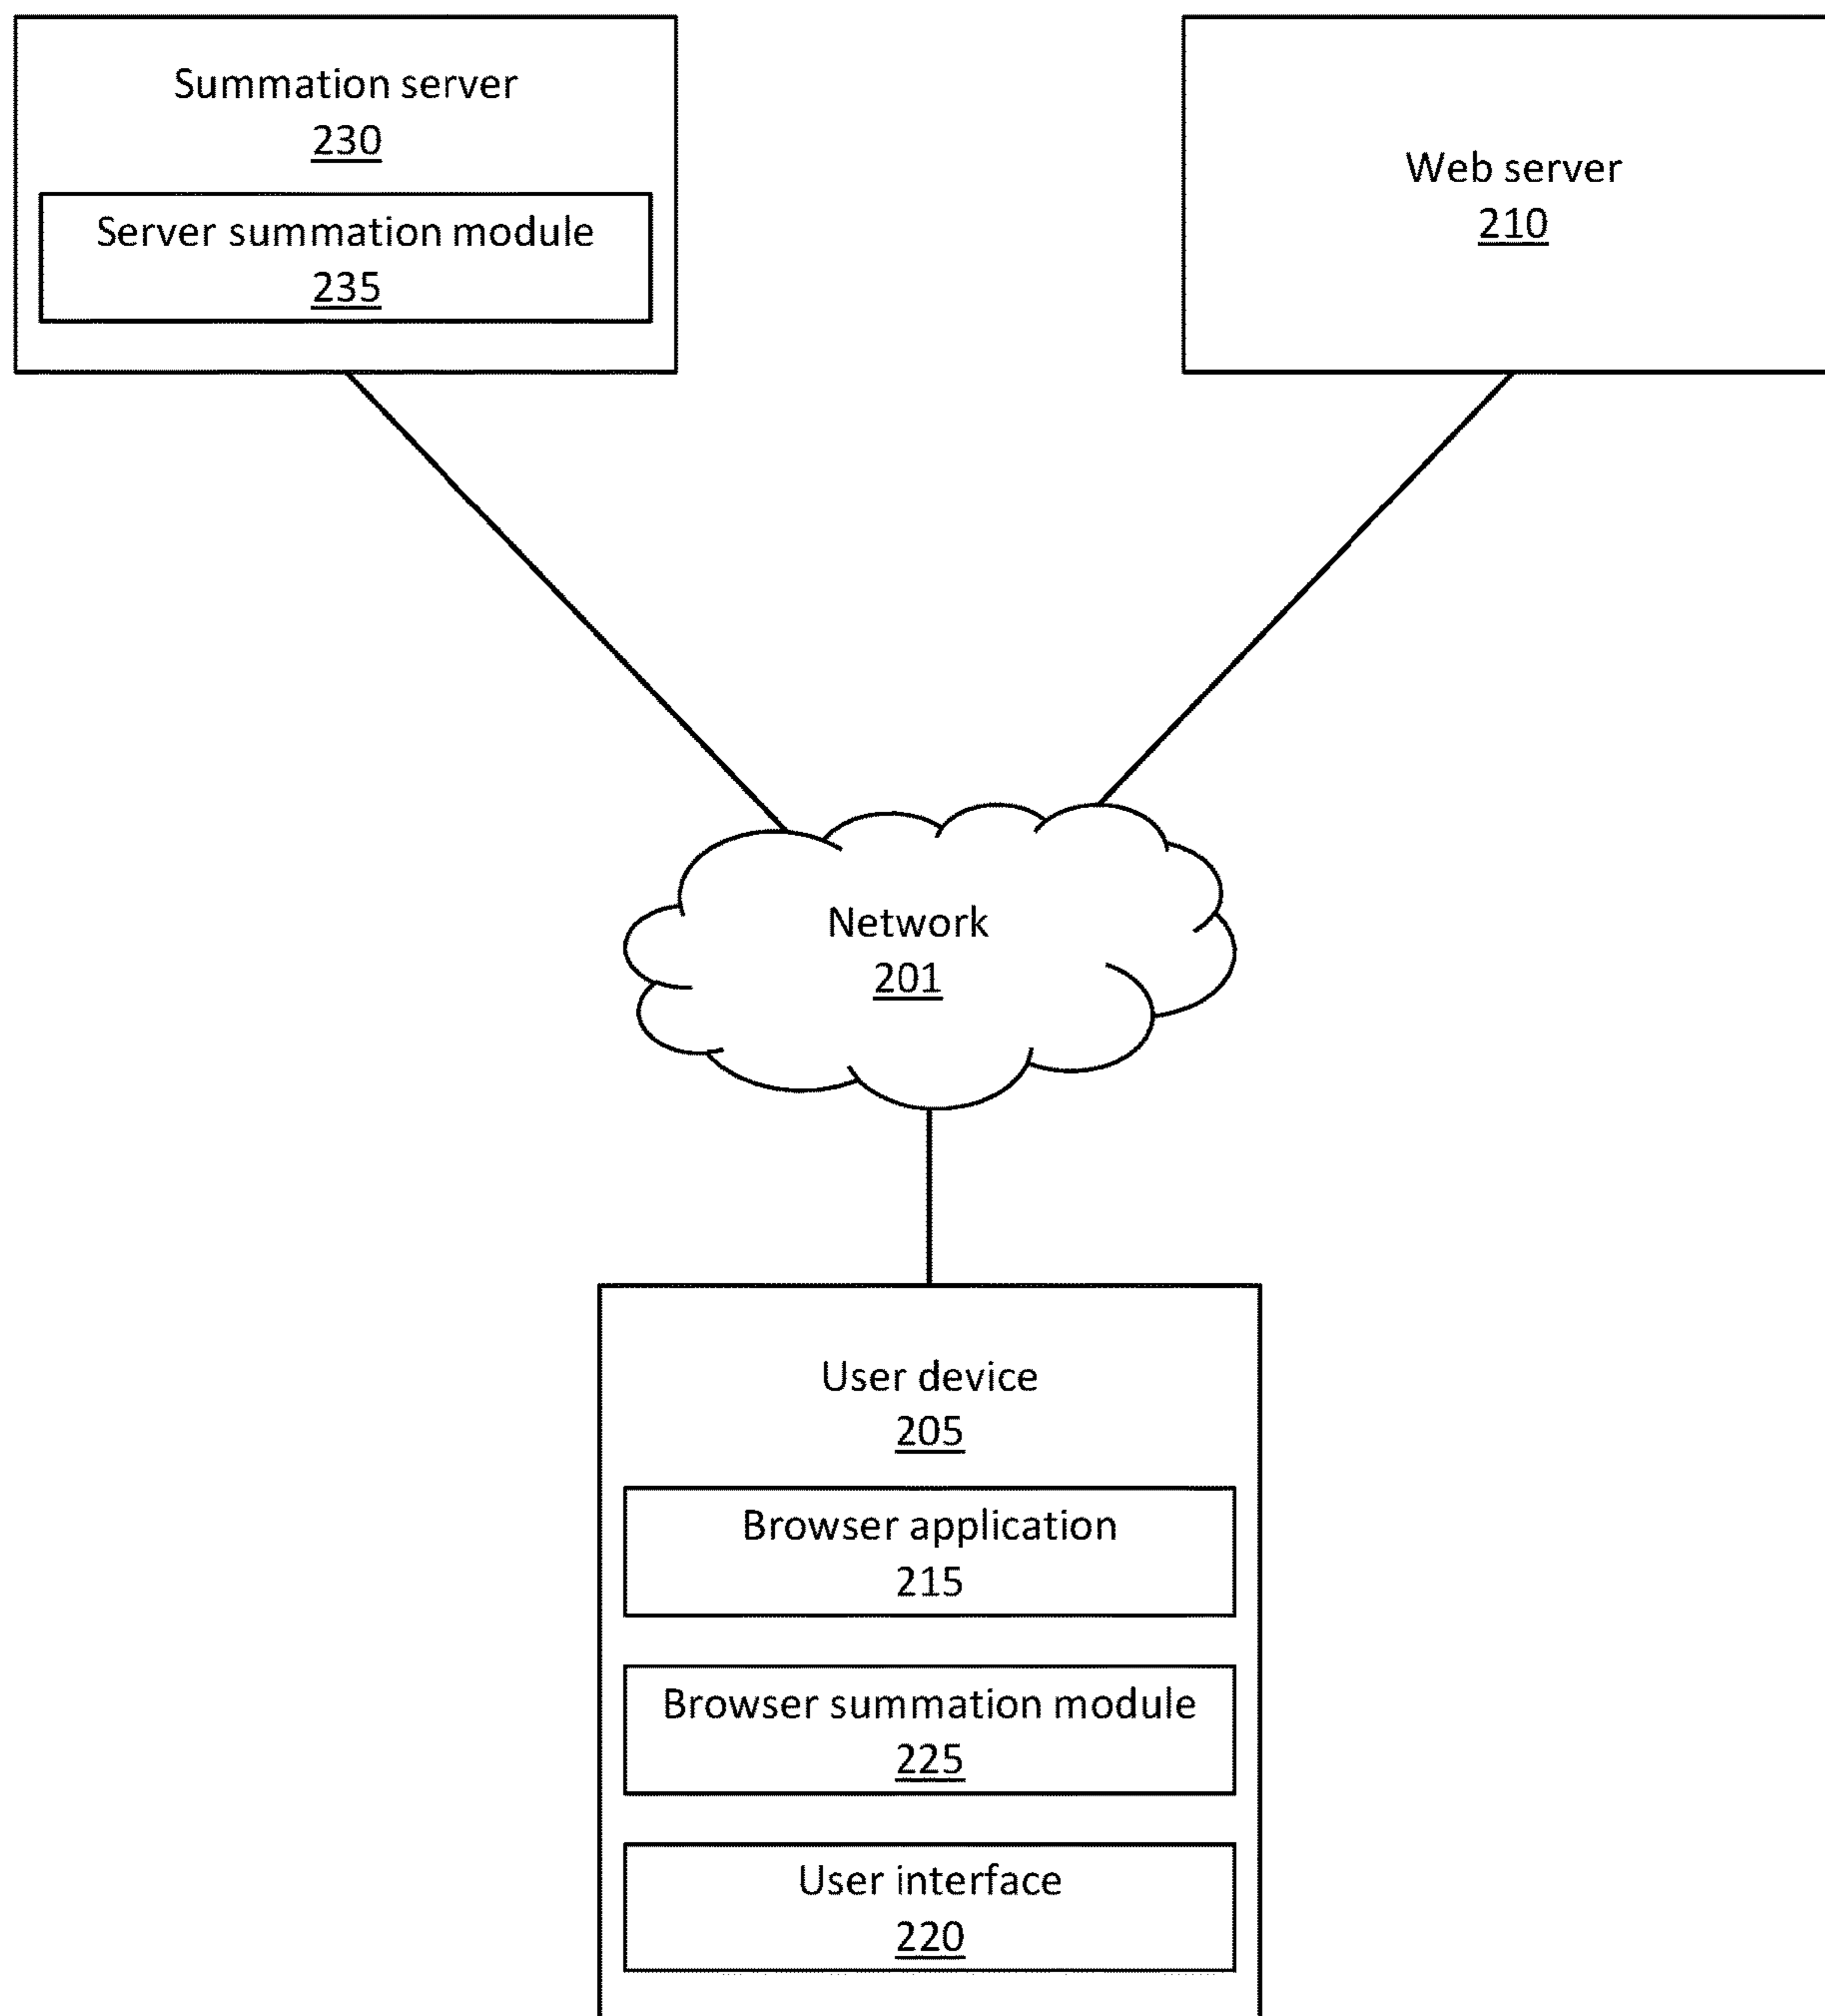 Summation server
230
Server summation module
235
Web server
210
Network
201
User device
205
Browser application
215
Browser summation module
225
User interface
220